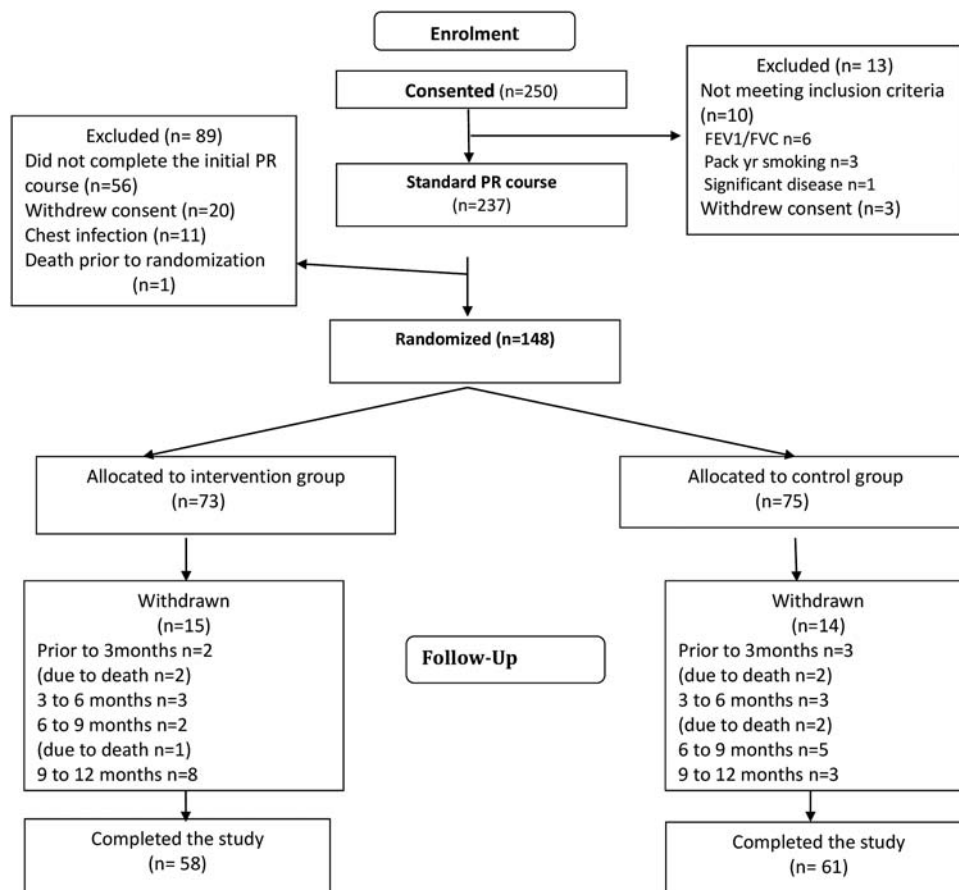 Enrolment
Consented (n=250)
Excluded (n= 13)
Not meeting inclusion criteria
(n=10)
FEV1/FVC n=6
Pack yr smoking n=3
Significant disease n=1
Withdrew consent (n=3)
Excluded (n= 89)
Did not complete the initial PR
course (n=56)
Withdrew consent (n=20)
Chest infection (n=11)
Death prior to randomization
(n=1)
Standard PR course
(n=237)
Randomized (n=148)
Allocated to intervention group
(n=73)
Allocated to control group
(n=75)
Withdrawn
(n=15)
Prior to 3months n=2
(due to death n=2)
3 to 6 months n=3
6 to 9 months n=2
(due to death n=1)
9 to 12 months n=8
Follow-Up
Withdrawn
(n=14)
Prior to 3months n=3
(due to death n=2)
3 to 6 months n=3
(due to death n=2)
6 to 9 months n=5
9 to 12 months n=3
Completed the study
(n= 58)
Completed the study
(n= 61)